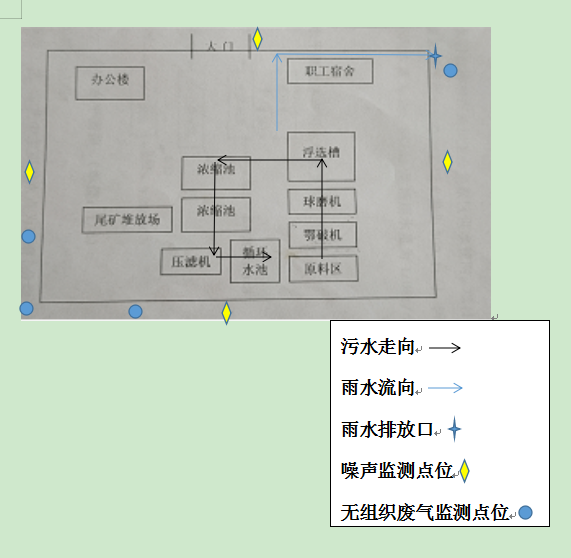 大门
办公楼
职工宿舍
浮选槽
浓缩池
球磨机
浓缩池
尾矿堆放场
鄂破机
循环
水池
压滤机
原料区
污水走向
雨水流向
雨水排放口
噪声监测点位
无组织废气监测点位